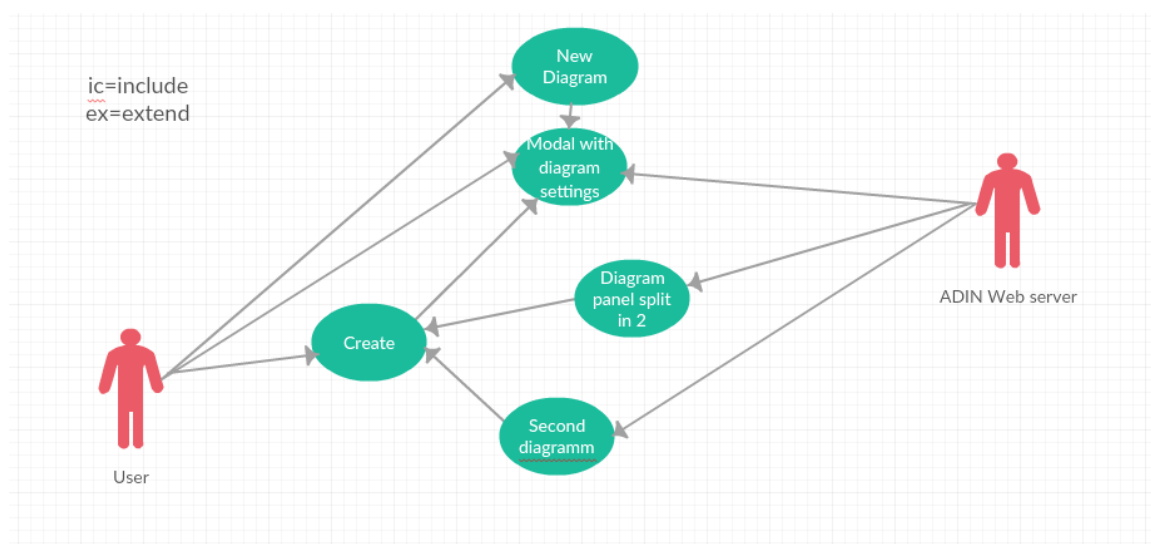 ic=include
ex=extend
New
Diagram
Modal with
diagram
settings
Diagram
panel split
in 2
ADIN Web server
Create
Second
diagramm
User